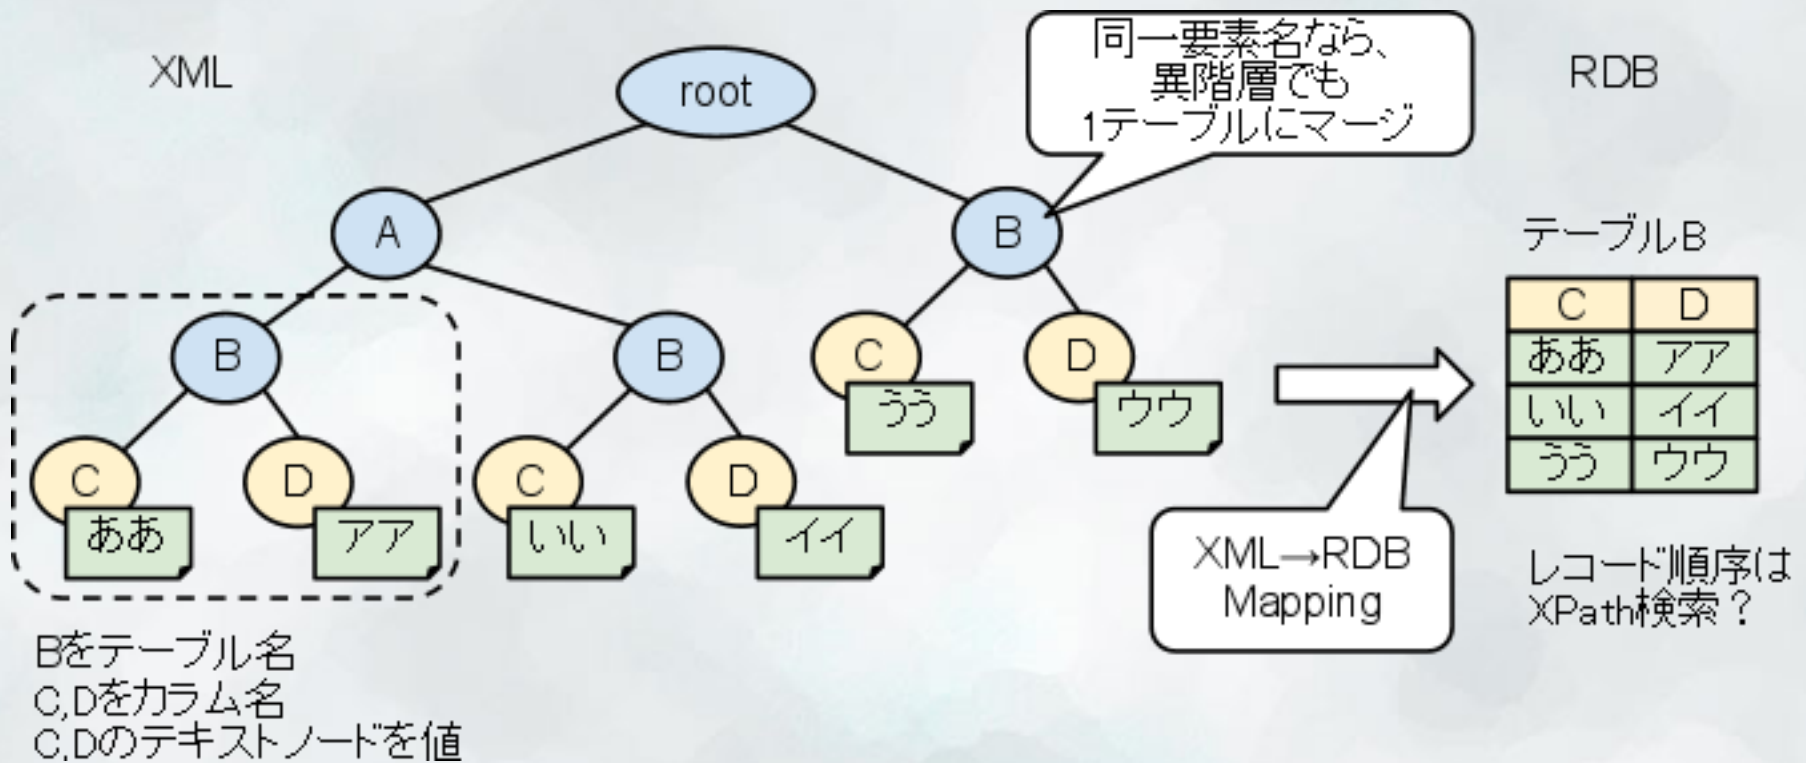 XML
root
同一要素名なら、
異階層でも
1テーブルにマージ
RDB
A
B
テーブルB
B
B
C
D
うう
ウウ
C
D
ああ
アア
いい
イイ
うう
ウウ
C
D
C
D
ああ
アア
いい
イイ
XML→RDB
Mapping
レコード順序は
XPath検索？
Bをテーブル名
C,Dをカラム名
C,Dのテキストノードを値